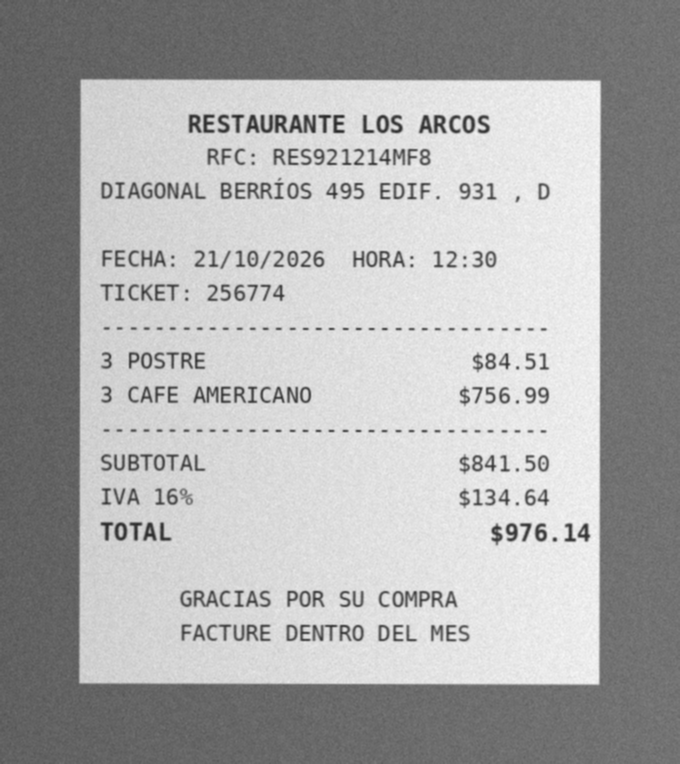 RESTAURANTE LOS ARCOS
RFC: RES921214MF8
DIAGONAL BERRÍOS 495 EDIF. 931 , D
FECHA: 21/10/2026 HORA: 12:30
TICKET: 256774
----------------------------------
3 POSTRE $84.51
3 CAFE AMERICANO $756.99
----------------------------------
SUBTOTAL $841.50
IVA 16% $134.64
TOTAL $976.14
GRACIAS POR SU COMPRA
FACTURE DENTRO DEL MES